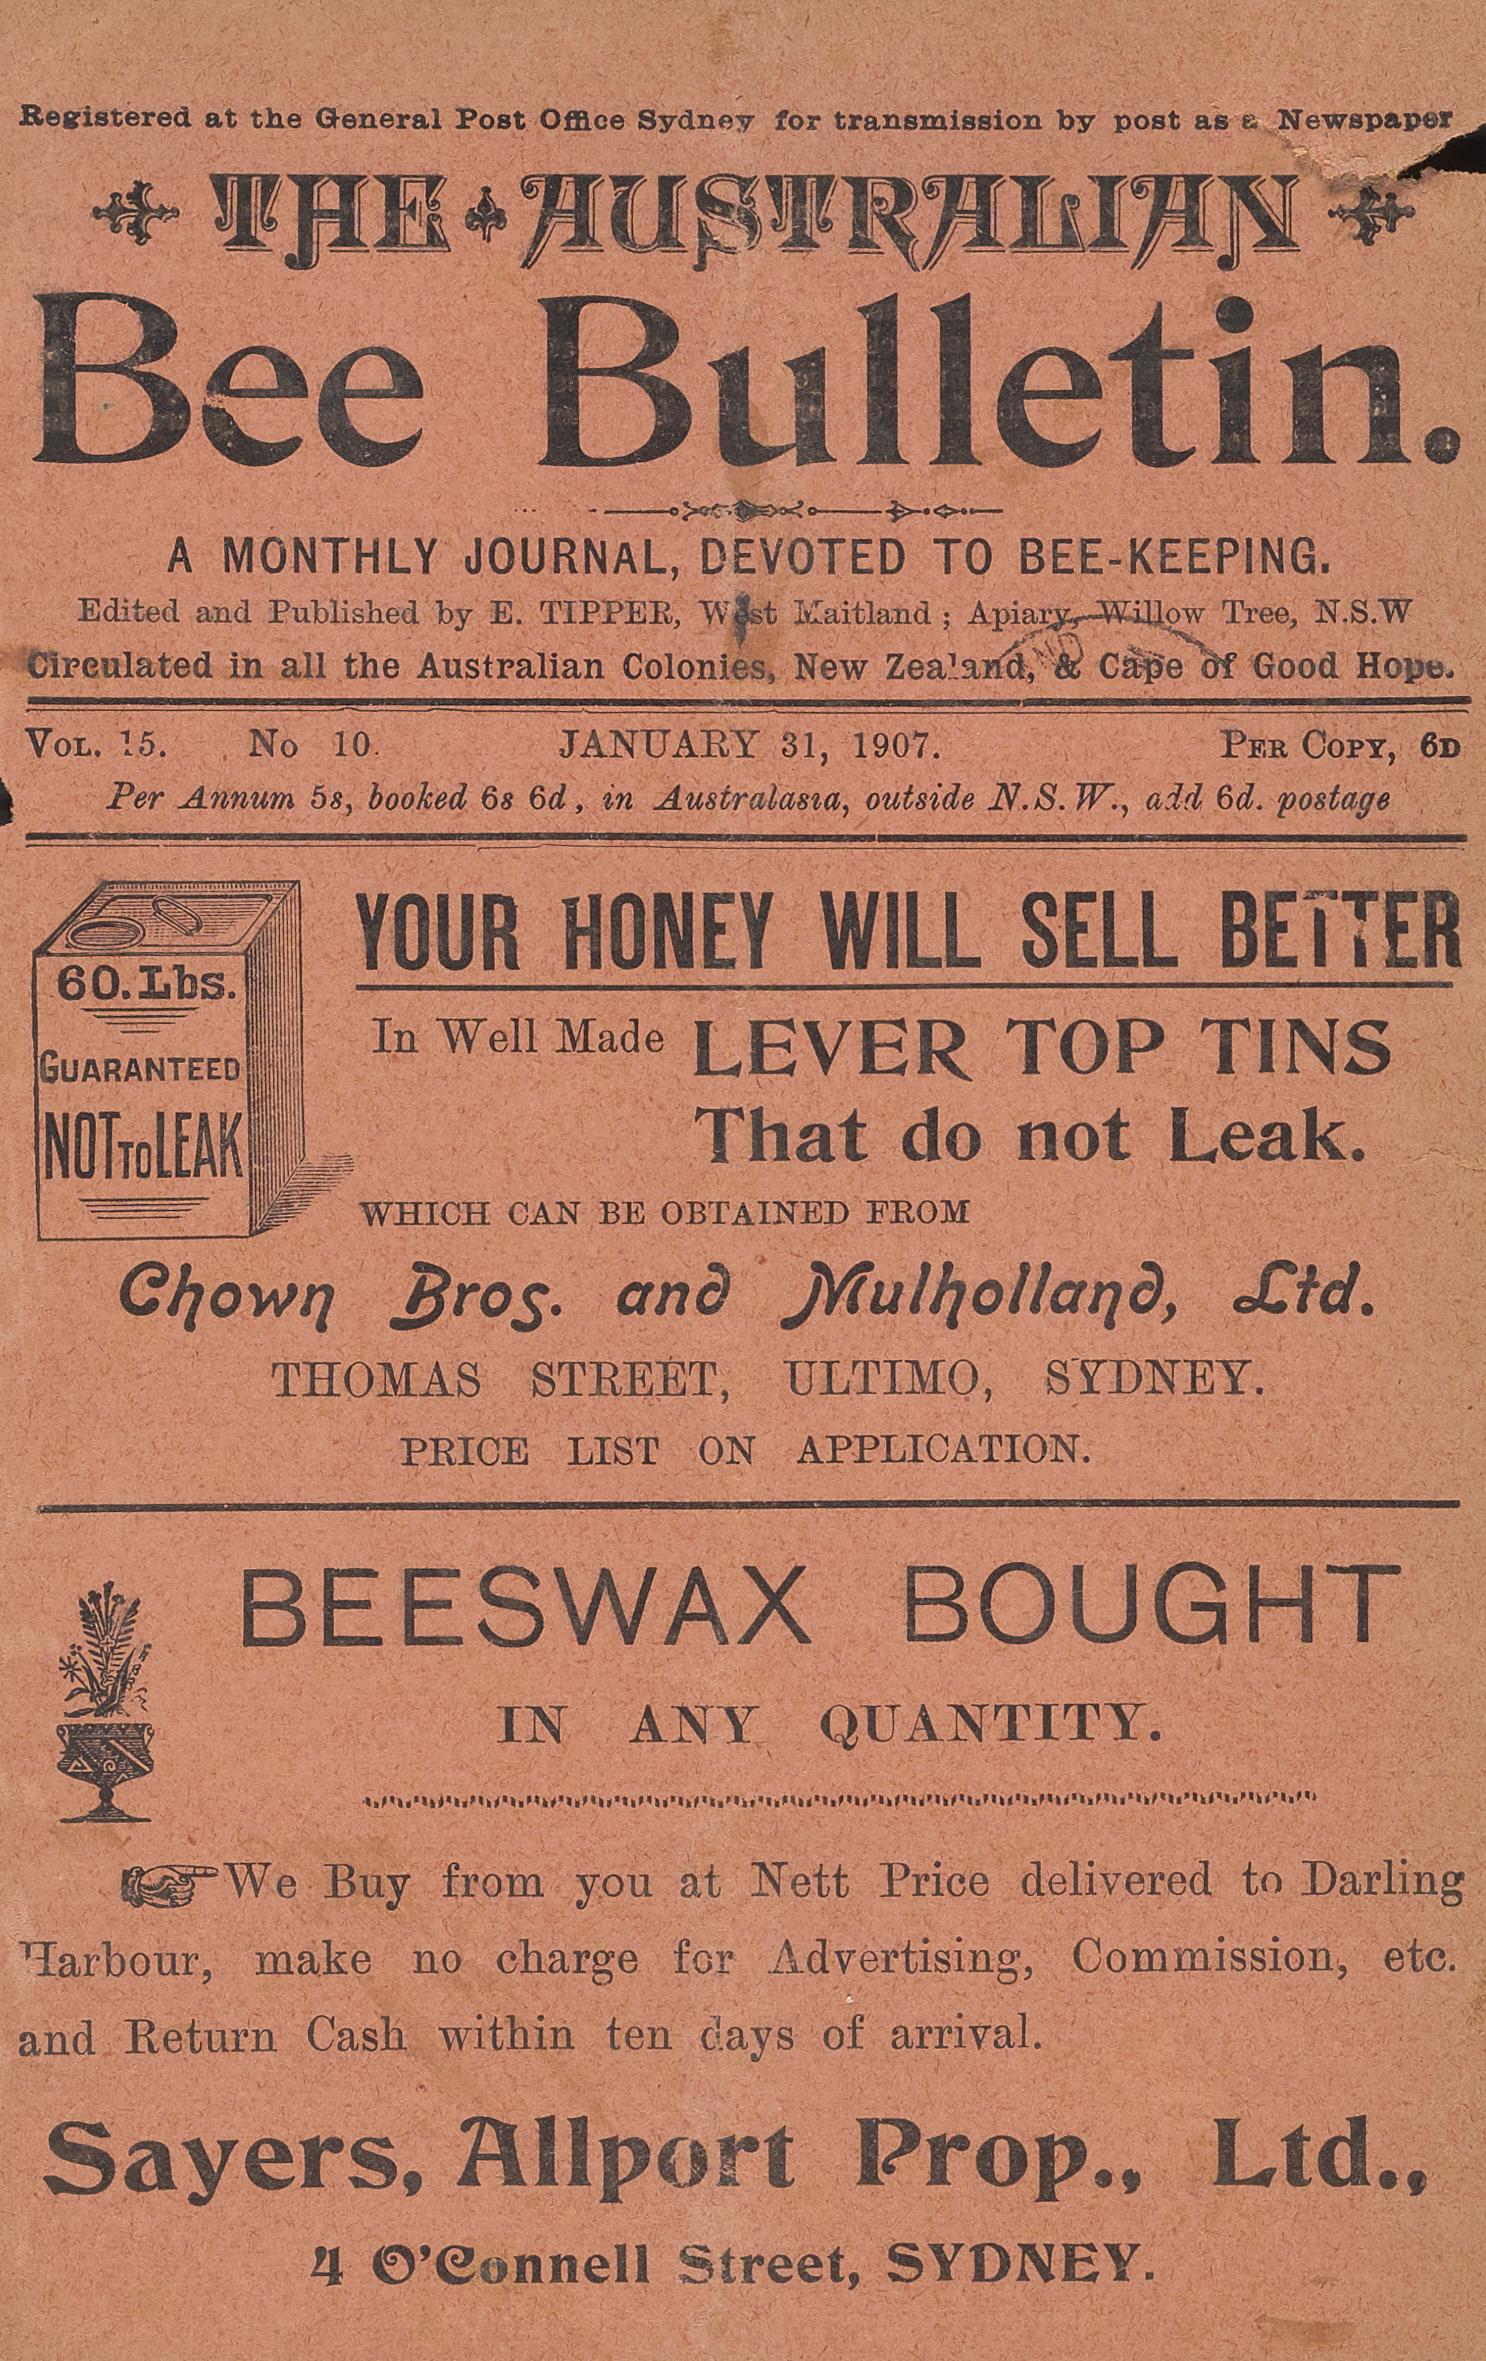 Registered at the General Post Office Sydney for transmission by post as a Newspaper
THE AUSTRALIAN
Bee Bulletin.
A MONTHLY JOURNAL, DEVOTED TO BEE-KEEPING.
Edited and Published by E. TIPPER, West Maitland ; Apiary, Willow Tree, N.S.W
Circulated in all the Australian Colonies, New Zealand, & Cape of Good Hope.
VOL. 15. No 10. JANUARY 31, 1907. PER COPY, 6D
Per Annum 5s, booked 6s 6d, in Australasia, outside N.S.W., add 6d. postage
60.Lbs.
GUARANTEED
NOT TO LEAK
YOUR HONEY WILL SELL BETTER
In Well Made LEVER TOP TINS
That do not Leak.
WHICH CAN BE OBTAINED FROM
Chown Bros. and Mulholland, Ltd.
THOMAS STREET, ULTIMO, SYDNEY.
PRICE LIST ON APPLICATION.
BEESWAX BOUGHT
IN ANY QUANTITY.
We Buy from you at Nett Price delivered to Darling
Harbour, make no charge for Advertising, Commission, etc.
and Return Cash within ten days of arrival.
Sayers, Allport Prop., Ltd.,
4 O'Connell Street, SYDNEY.